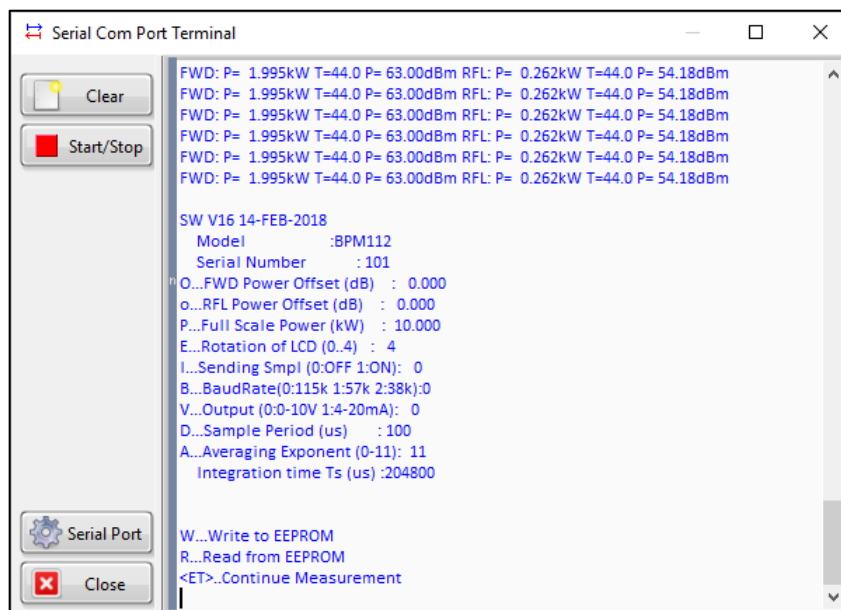 Serial Com Port Terminal
Clear
Start/Stop
Serial Port
Close
FWD: P=  1.995kW T=44.0 P= 63.00dBm RFL: P=  0.262kW T=44.0 P= 54.18dBm
FWD: P=  1.995kW T=44.0 P= 63.00dBm RFL: P=  0.262kW T=44.0 P= 54.18dBm
FWD: P=  1.995kW T=44.0 P= 63.00dBm RFL: P=  0.262kW T=44.0 P= 54.18dBm
FWD: P=  1.995kW T=44.0 P= 63.00dBm RFL: P=  0.262kW T=44.0 P= 54.18dBm
FWD: P=  1.995kW T=44.0 P= 63.00dBm RFL: P=  0.262kW T=44.0 P= 54.18dBm
FWD: P=  1.995kW T=44.0 P= 63.00dBm RFL: P=  0.262kW T=44.0 P= 54.18dBm
SW V16 14-FEB-2018
Model :BPM112
Serial Number : 101
O...FWD Power Offset (dB) : 0.000
o...RFL Power Offset (dB) : 0.000
P...Full Scale Power (kW) : 10.000
E...Rotation of LCD (0..4) : 4
I...Sending Smpl (0:OFF 1:ON): 0
B...BaudRate(0:115k 1:57k 2:38k):0
V...Output (0:0-10V 1:4-20mA): 0
D...Sample Period (us) : 100
A...Averaging Exponent (0-11): 11
Integration time Ts (us) :204800
W...Write to EEPROM
R...Read from EEPROM
<ET>..Continue Measurement